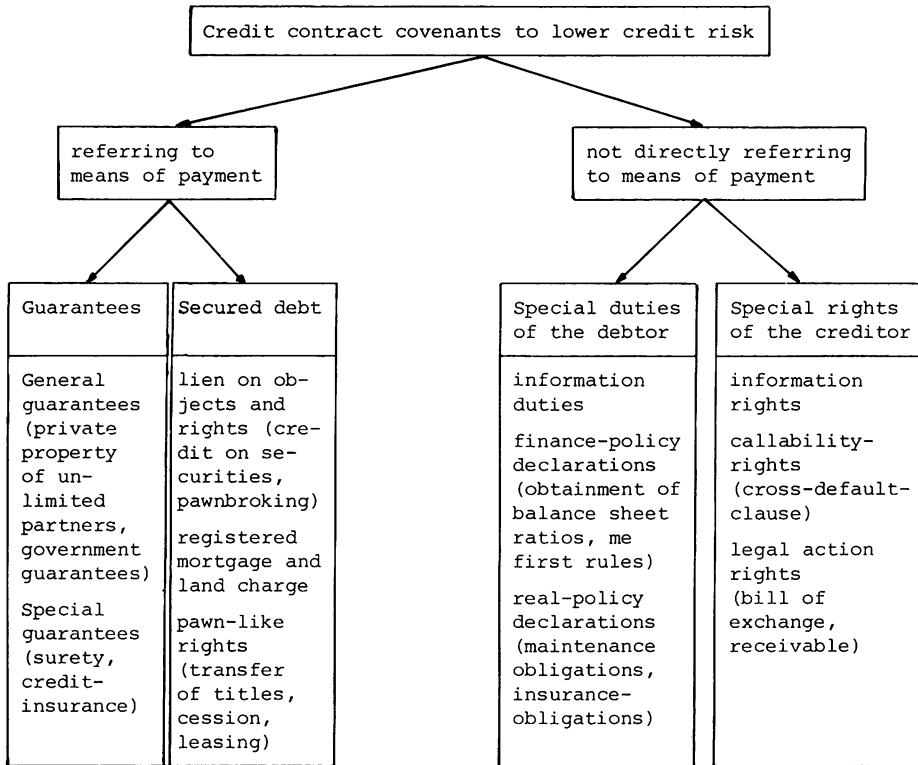 Credit contract covenants to lower credit risk
referring to
means of payment
not directly referring
to means of payment
Guarantees
General
guarantees
(private
property
of un-
limited
partners,
government
guarantees)
Special
guarantees
(surety,
credit-
insurance)
Secured debt
lien on ob-
jects and
rights (cre-
dit on se-
curities,
pawnbroking)
registered
mortgage and
land charge
pawn-like
rights
(transfer
of titles,
cession,
leasing)
Special duties
of the debtor
information
duties
finance-policy
declarations
(obtainment of
balance sheet
ratios, me
first rules)
real-policy
declarations
(maintenance
obligations,
insurance-
obligations)
Special rights
of the creditor
information
rights
callability-
rights
(cross-default-
clause)
legal action
rights
(bill of
exchange,
receivable)